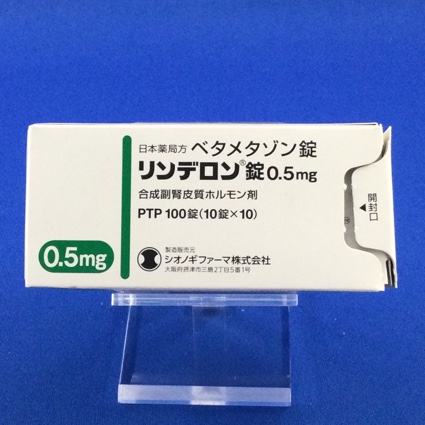 日本薬局方 ベタメタゾン錠
リンデロン®錠0.5mg
合成副腎皮質ホルモン剤
PTP 100錠(10錠×10)
0.5mg
製造販売元
シオノギファーマ株式会社
大阪府摂津市三島2丁目5番1号
◀開封口